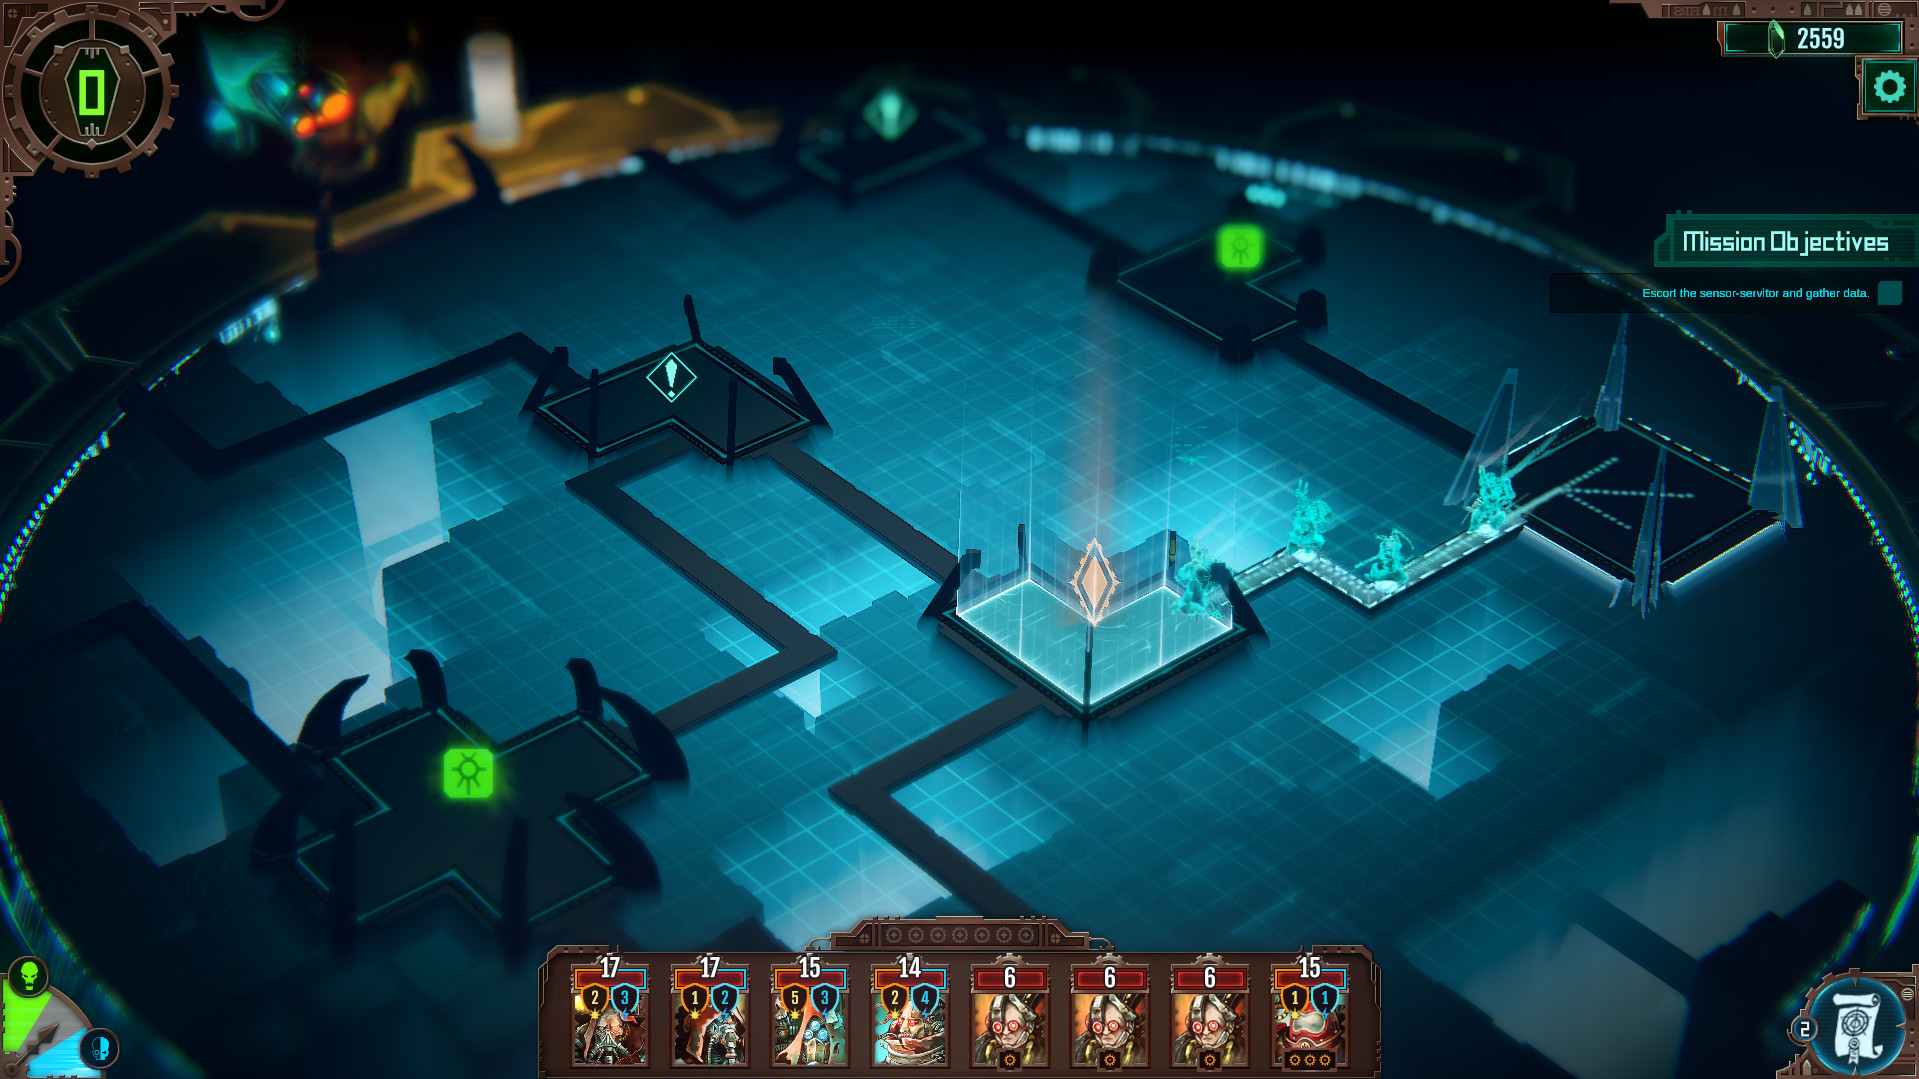 0
2559
Mission Objectives
Escort the sensor-servitor and gather data.
17 17 15 14 6 6 6 15
2 3 1 2 5 3 2 4 1 1
2